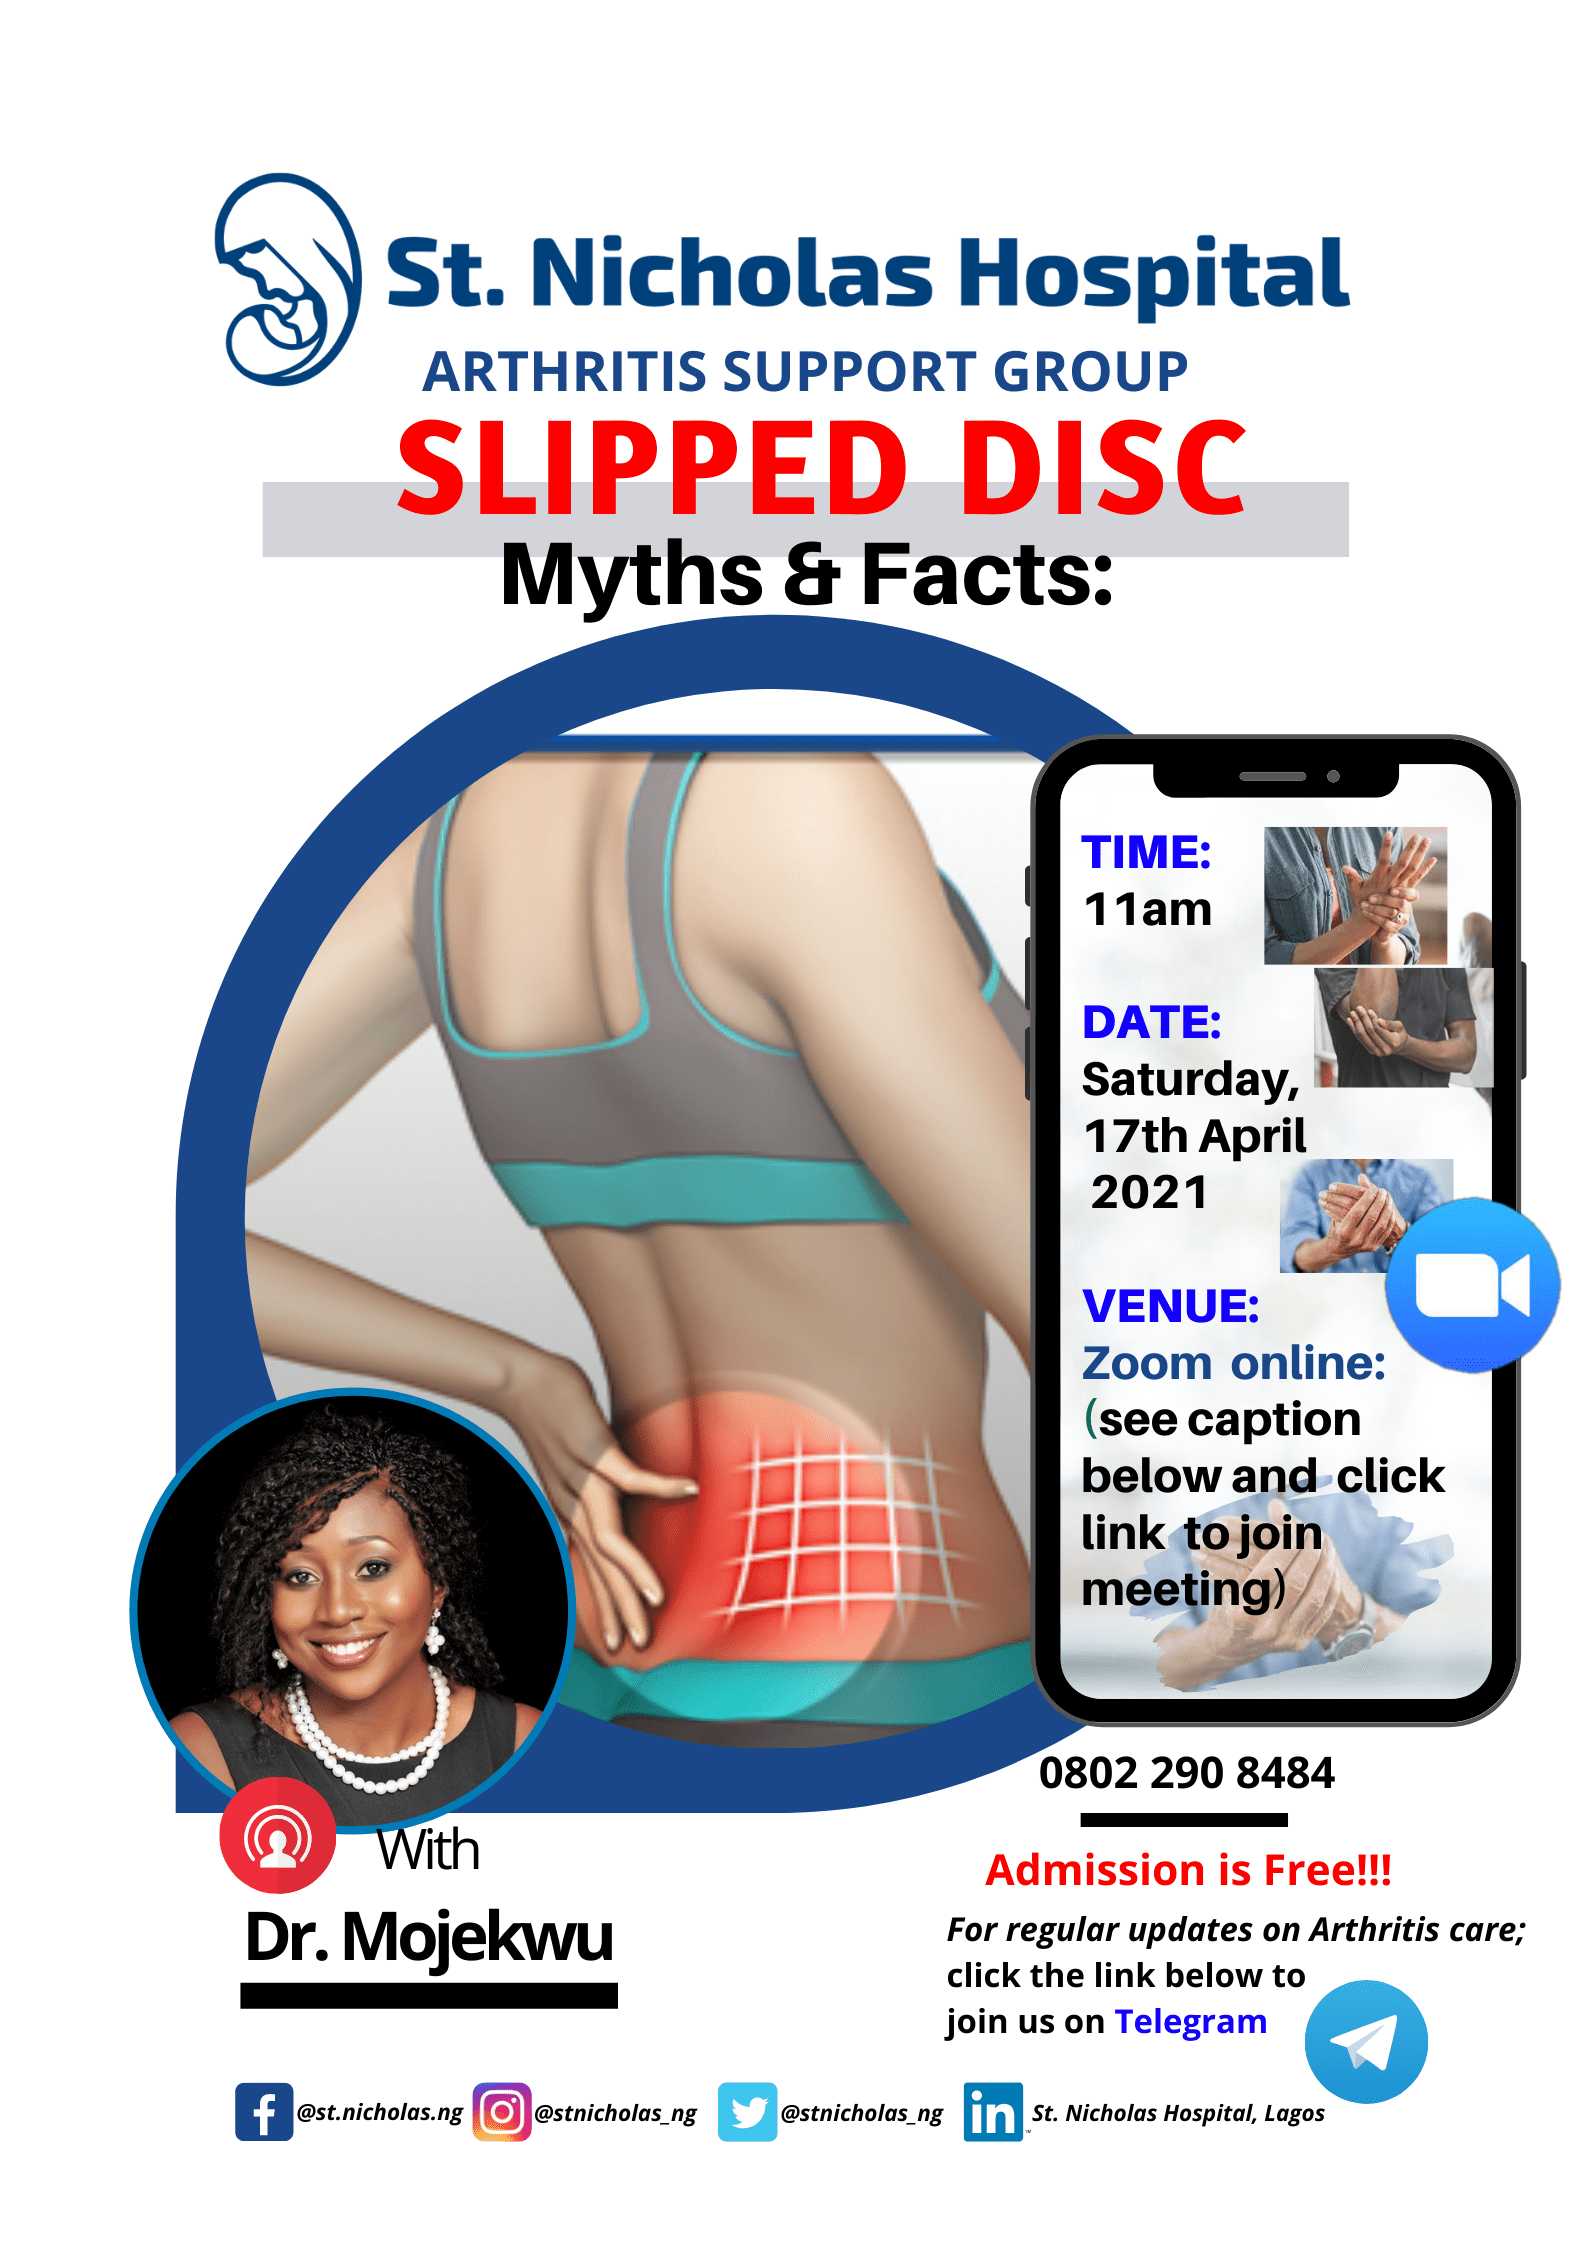 St. Nicholas Hospital
ARTHRITIS SUPPORT GROUP
SLIPPED DISC
Myths & Facts:
TIME:
11am
DATE:
Saturday,
17th April
2021
VENUE:
Zoom online:
(see caption
below and click
link to join
meeting)
0802 290 8484
Admission is Free!!!
With
Dr. Mojekwu
For regular updates on Arthritis care;
click the link below to
join us on Telegram
@st.nicholas.ng @stnicholas_ng @stnicholas_ng in St. Nicholas Hospital, Lagos